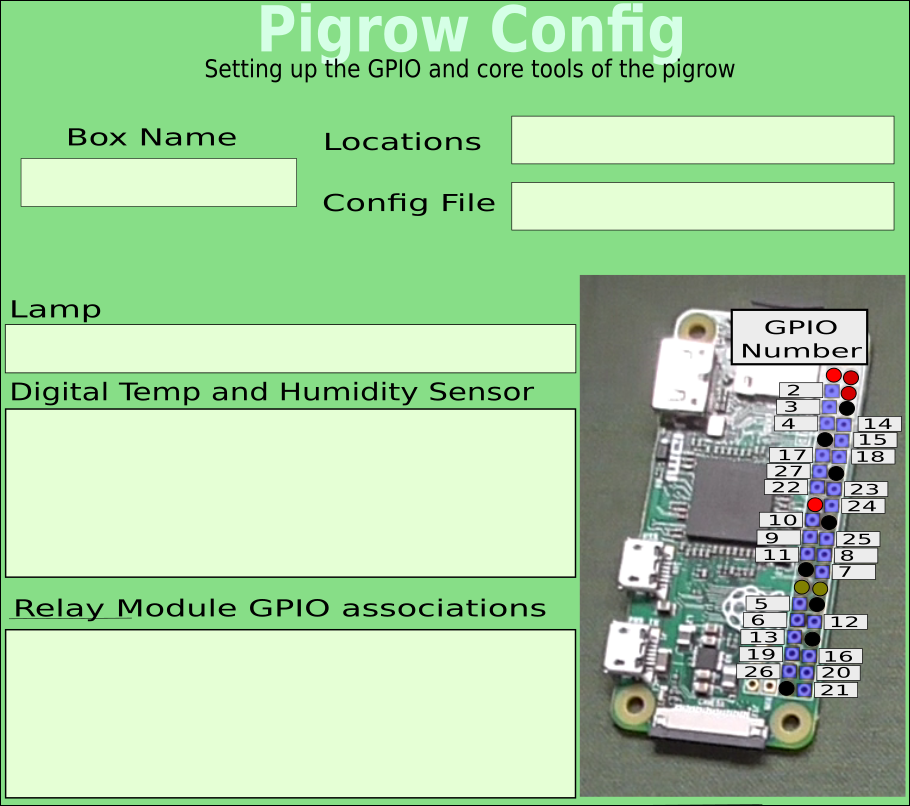 Pigrow Config
Setting up the GPIO and core tools of the pigrow
Box Name
Locations
Config File
Lamp
Digital Temp and Humidity Sensor
Relay Module GPIO associations
GPIO
Number
2
3
4 14
15
17 18
27
22 23
24
10
9 25
11 8
7
5
6 12
13
19 16
26 20
21